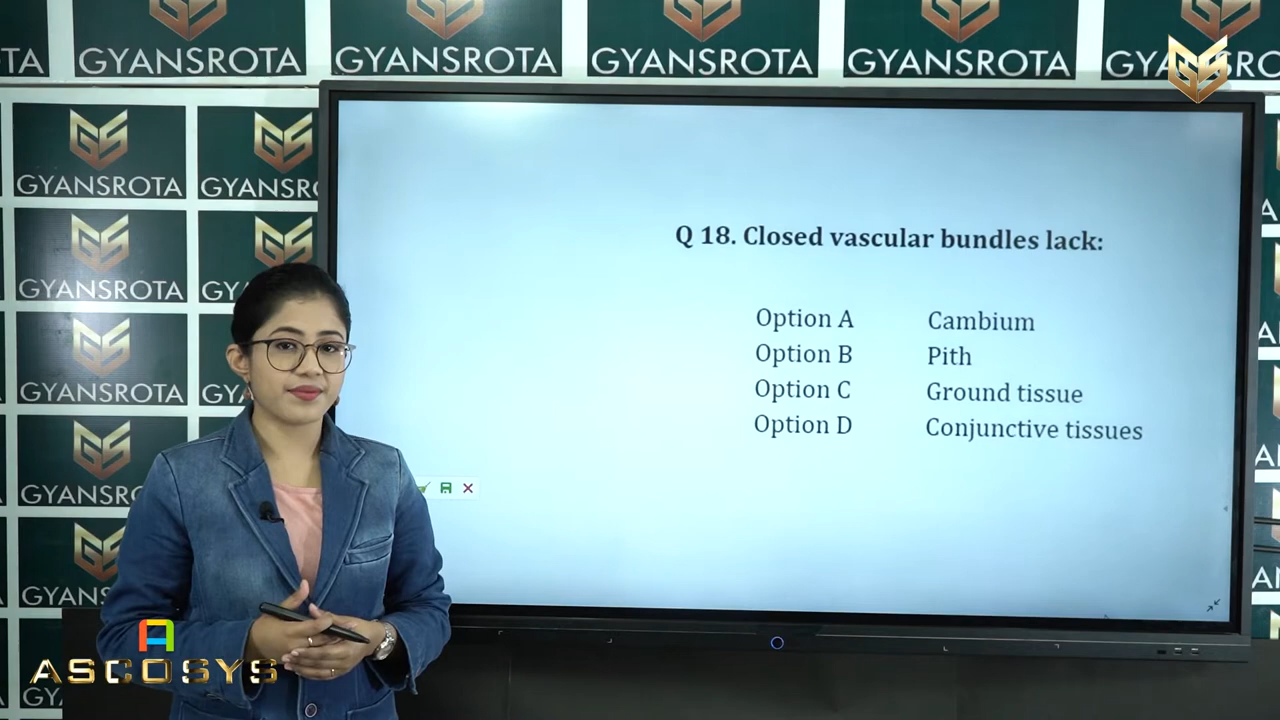 GYANSROTA GYANSROTA GYANSROTA GYANSROTA
GYANSROTA
GYANSROTA
GYANSROTA
GYANSROTA
Q 18. Closed vascular bundles lack:
Option A Cambium
Option B Pith
Option C Ground tissue
Option D Conjunctive tissues
ASCOSYS